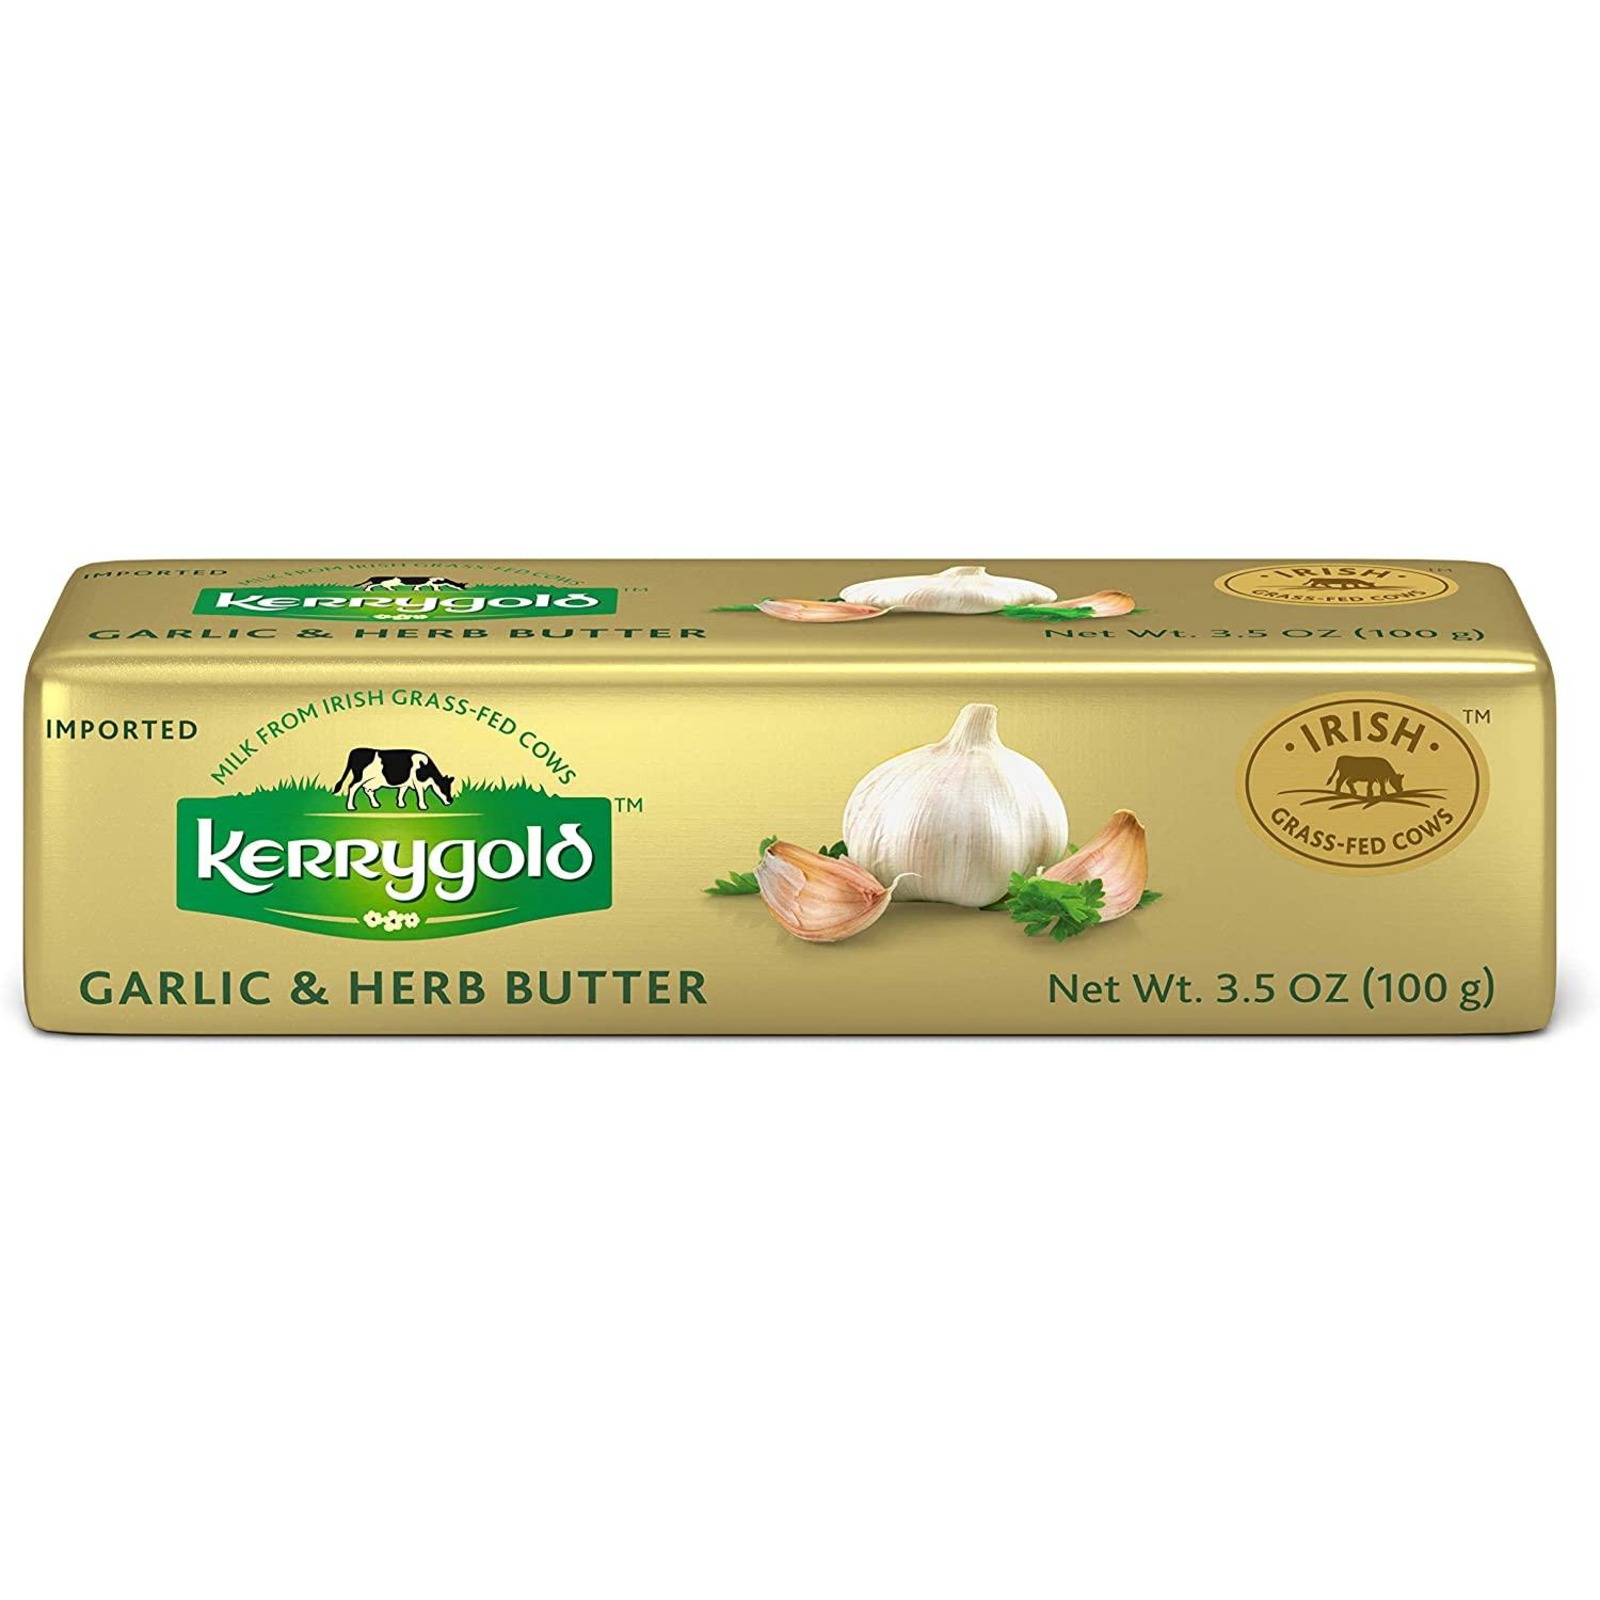 IMPORTED
MILK FROM IRISH GRASS-FED COWS
Kerrygold TM
GARLIC & HERB BUTTER
IRISH TM
GRASS-FED COWS
Net Wt. 3.5 OZ (100 g)
IMPORTED
MILK FROM IRISH GRASS-FED COWS
Kerrygold TM
GARLIC & HERB BUTTER
IRISH TM
GRASS-FED COWS
Net Wt. 3.5 OZ (100 g)